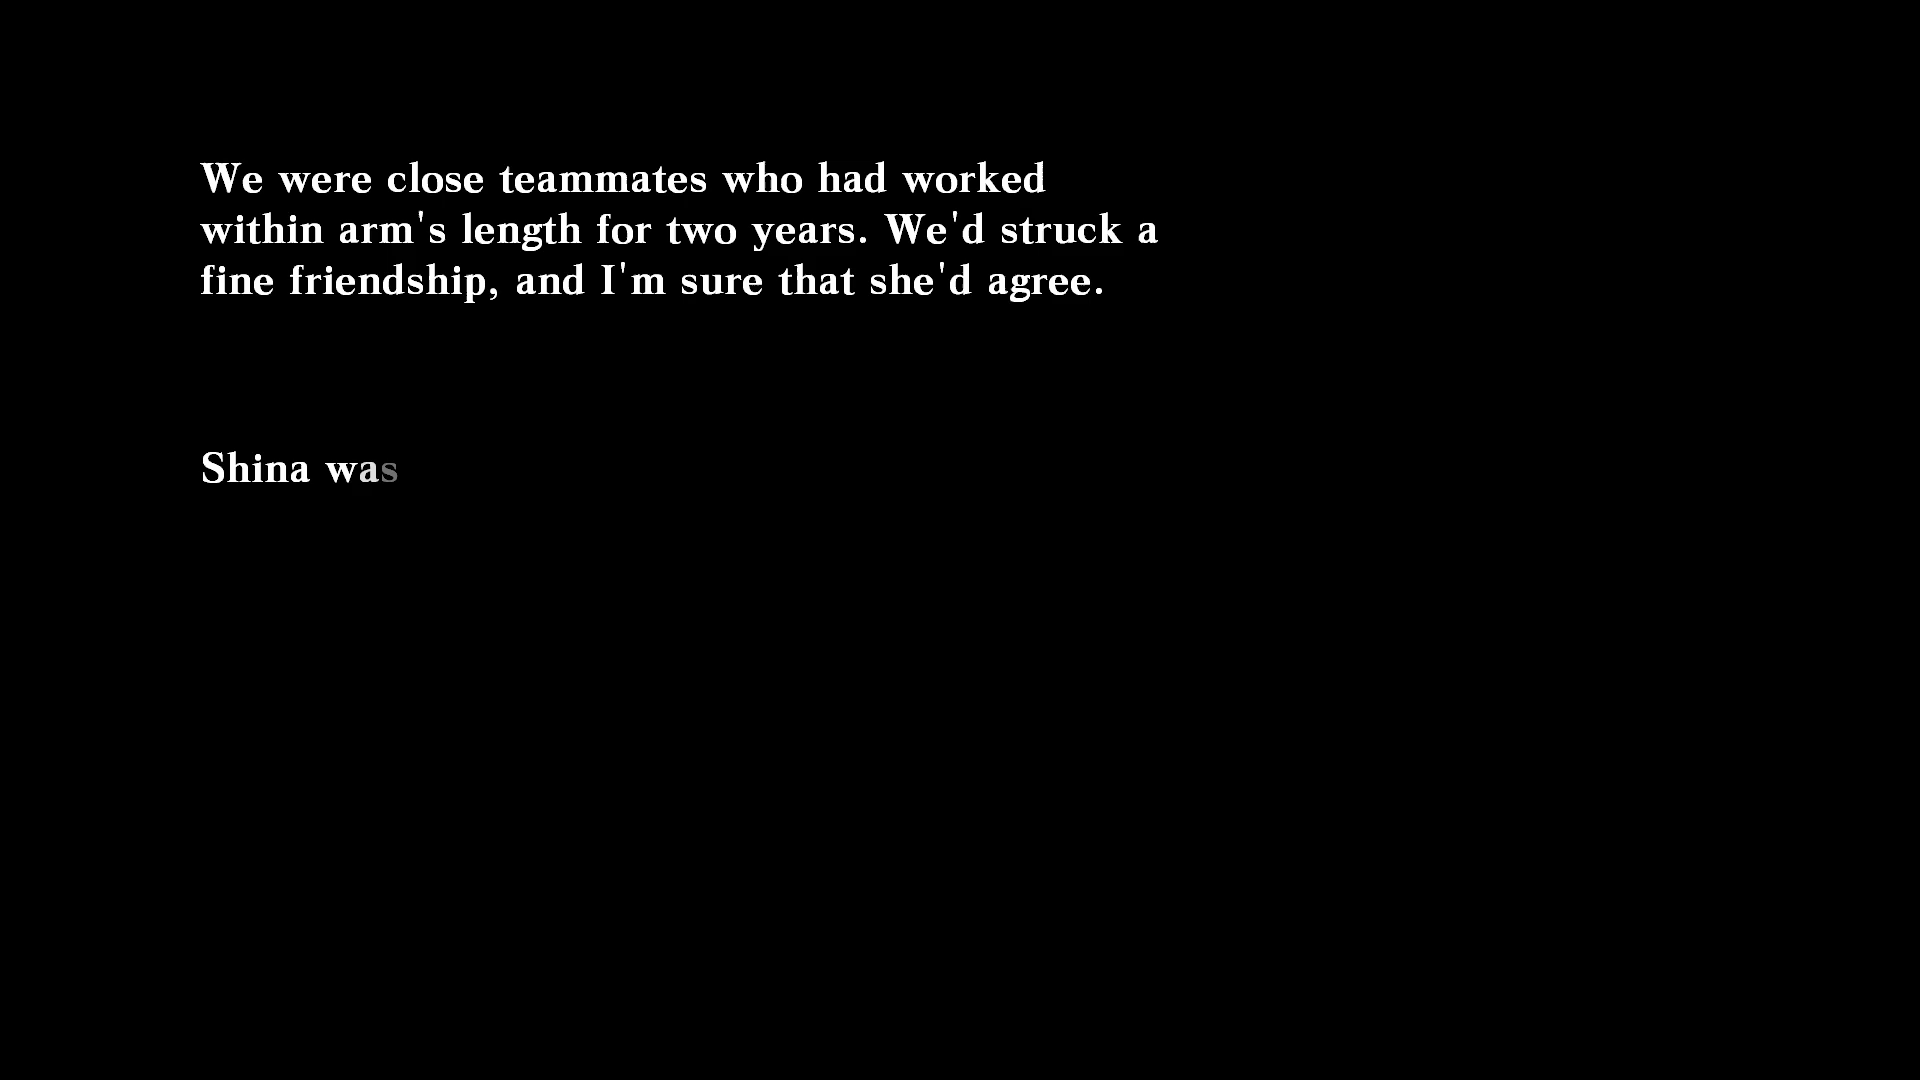 We were close teammates who had worked
within arm's length for two years. We'd struck a
fine friendship, and I'm sure that she'd agree.
Shina was